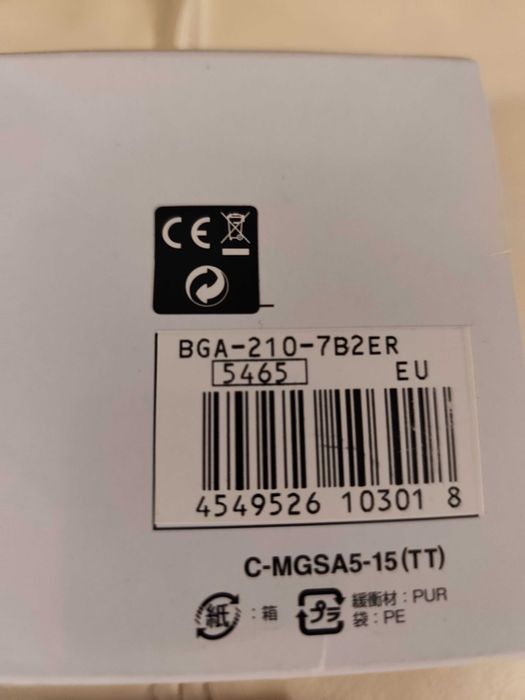 CE
BGA-210-7B2ER
5465 EU
4549526 10301 8
C-MGSA5-15(TT)
紙 : 箱
プラ 緩衝材 : PUR
袋 : PE